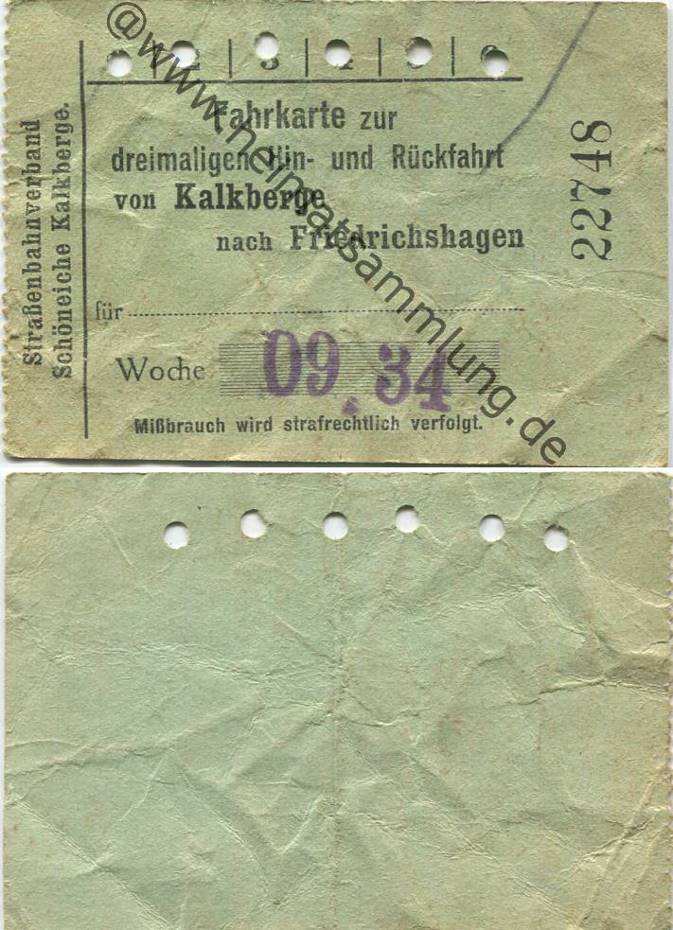 1 | 2 | 3 | 4 | 5 | 6
Fahrkarte zur
dreimaligen Hin- und Rückfahrt
von Kalkberge
nach Friedrichshagen
für
Woche 09.34
Mißbrauch wird strafrechtlich verfolgt.
Straßenbahnverband
Schöneiche Kalkberge.
22748
@www.heimatsammlung.de